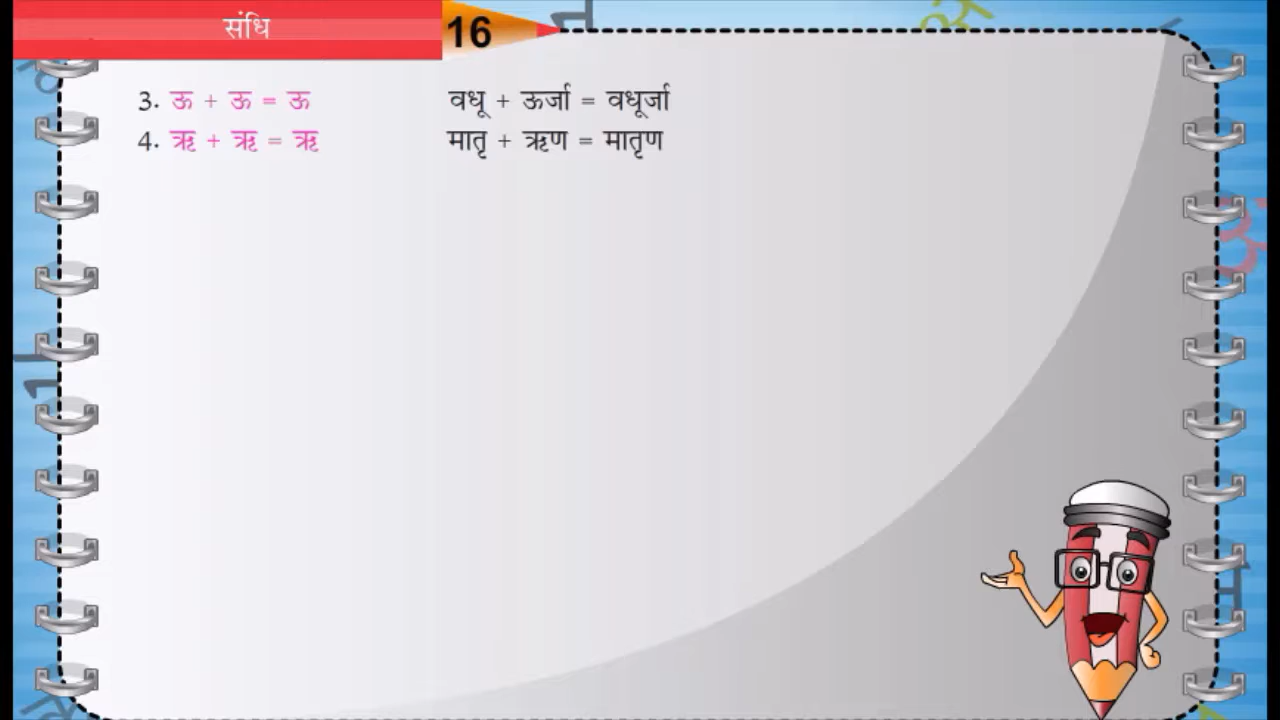 संधि
16
3. ऊ + ऊ = ऊ वधू + ऊर्जा = वधूर्जा
4. ऋ + ऋ = ऋ मातृ + ऋण = मातृण